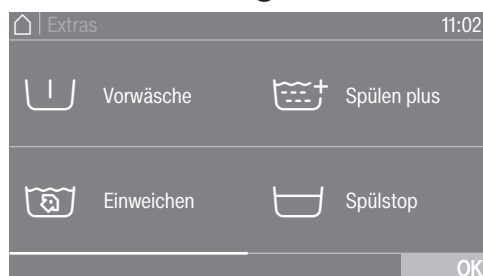 Extras 11:02
Vorwäsche Spülen plus
Einweichen Spülstop
OK